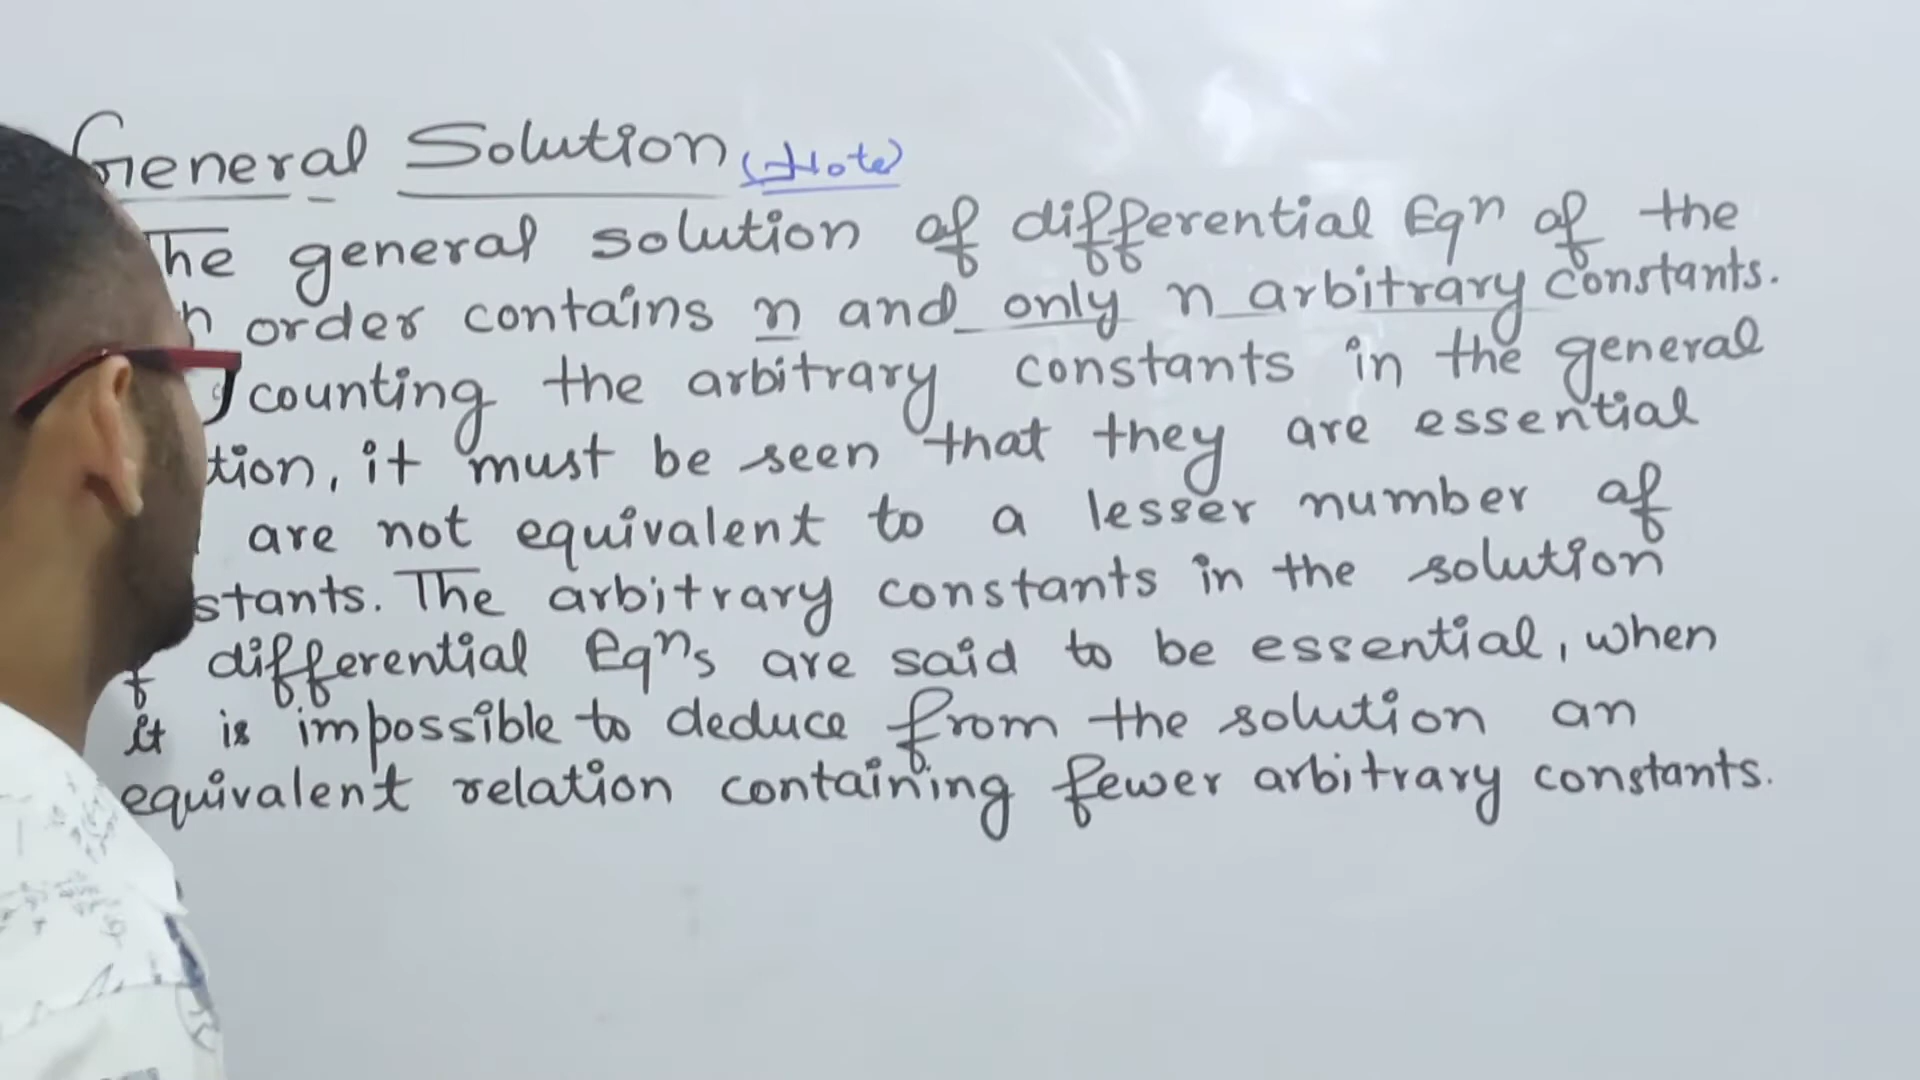 General Solution (Note)
The general solution of differential Eqⁿ of the
order contains n and only n arbitrary constants.
counting the arbitrary constants in the general
tion, it must be seen that they are essential
are not equivalent to a lesser number of
stants. The arbitrary constants in the solution
differential Eqⁿs are said to be essential, when
it is impossible to deduce from the solution an
equivalent relation containing fewer arbitrary constants.